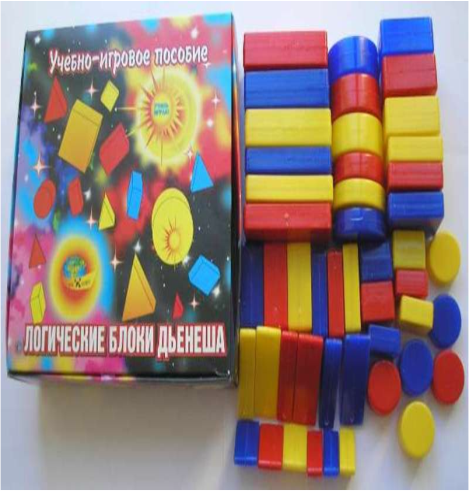 Учебно-игровое пособие
ЛОГИЧЕСКИЕ БЛОКИ ДЬЕНЕША